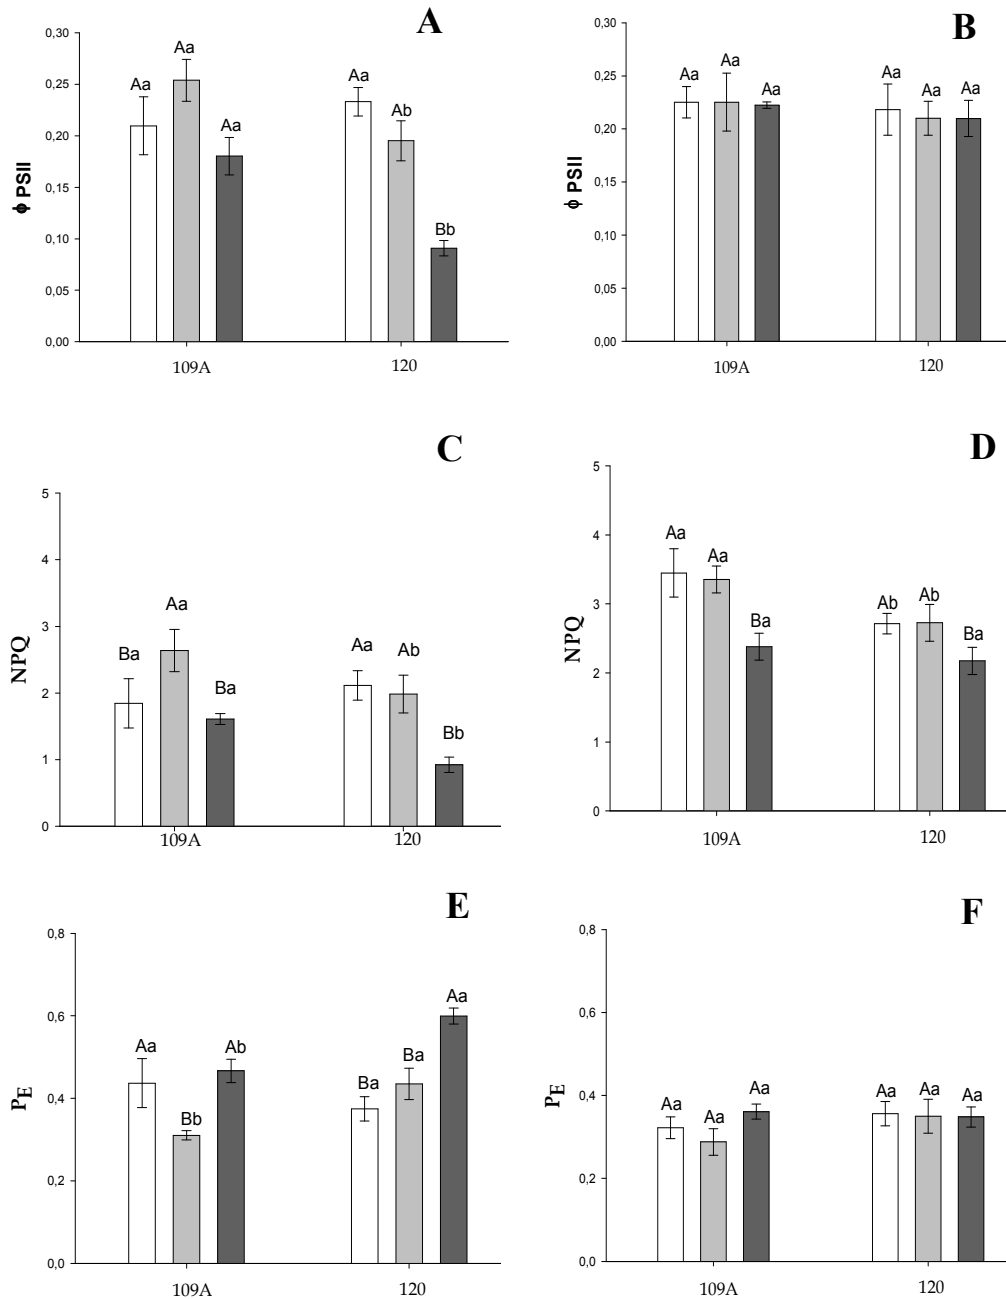 A
0,30
0,25
0,20
0,15
0,10
0,05
0,00
ϕ PSII
Aa
Aa
Aa
Aa
Ab
Bb
109A
120
B
0,30
0,25
0,20
0,15
0,10
0,05
0,00
ϕ PSII
Aa
Aa
Aa
Aa
Aa
Aa
109A
120
C
5
4
3
2
1
0
NPQ
Ba
Aa
Ba
Aa
Ab
Bb
109A
120
D
5
4
3
2
1
0
NPQ
Aa
Aa
Ba
Ab
Ab
Ba
109A
120
E
0,8
0,6
0,4
0,2
0,0
PE
Aa
Bb
Ab
Ba
Ba
Aa
109A
120
F
0,8
0,6
0,4
0,2
0,0
PE
Aa
Aa
Aa
Aa
Aa
Aa
109A
120